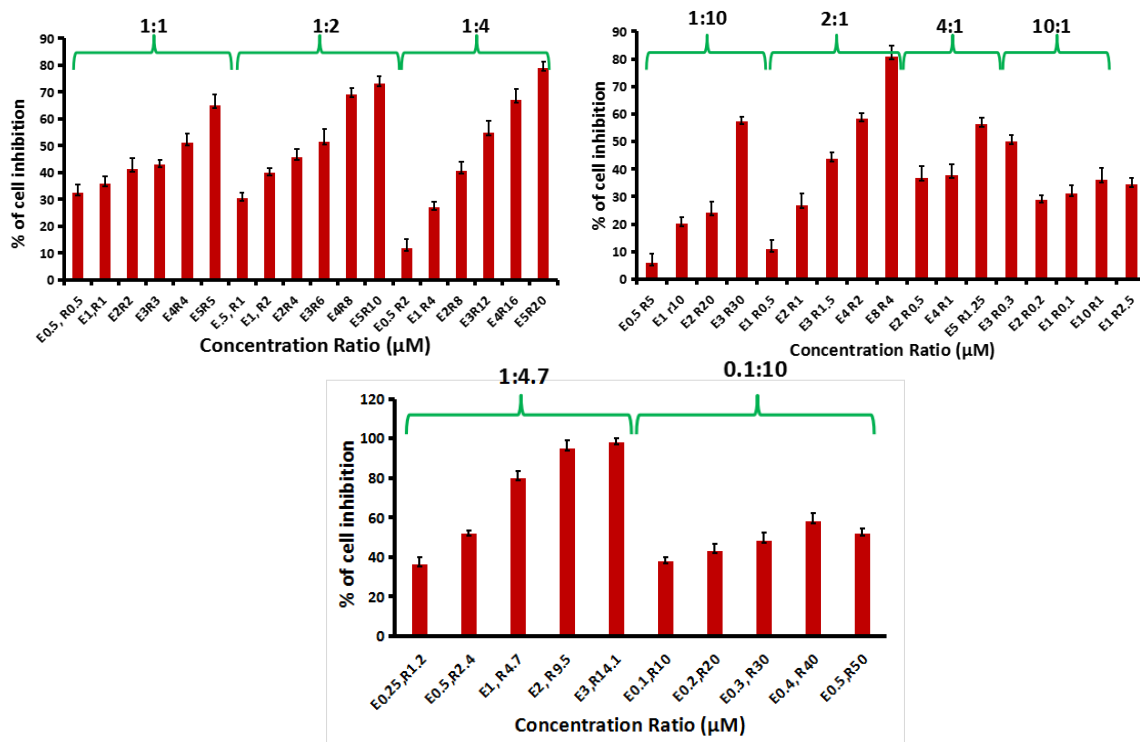 1:1
1:2
1:4
90
80
70
60
50
40
30
20
10
0
% of cell inhibition
E0.5, R0.5
E1,R1
E2R2
E3R3
E4R4
E5R5
E.5, R1
E1, R2
E2R4
E3R6
E4R8
E5R10
E0.5 R2
E1 R4
E2R8
E3R12
E4R16
E5R20
Concentration Ratio (µM)
1:10
2:1
4:1
10:1
90
80
70
60
50
40
30
20
10
0
% of cell inhibition
E0.5 R5
E1 r10
E2 R20
E3 R30
E1 R0.5
E2 R1
E3 R1.5
E4 R2
E8 R4
E2 R0.5
E4 R1
E5 R1.25
E3 R0.3
E2 R0.2
E1 R0.1
E10 R1
E1 R2.5
Concentration Ratio (µM)
1:4.7
0.1:10
120
100
80
60
40
20
0
% of cell inhibition
E0.25,R1.2
E0.5,R2.4
E1, R4.7
E2, R9.5
E3,R14.1
E0.1,R10
E0.2,R20
E0.3, R30
E0.4, R40
E0.5,R50
Concentration Ratio (µM)